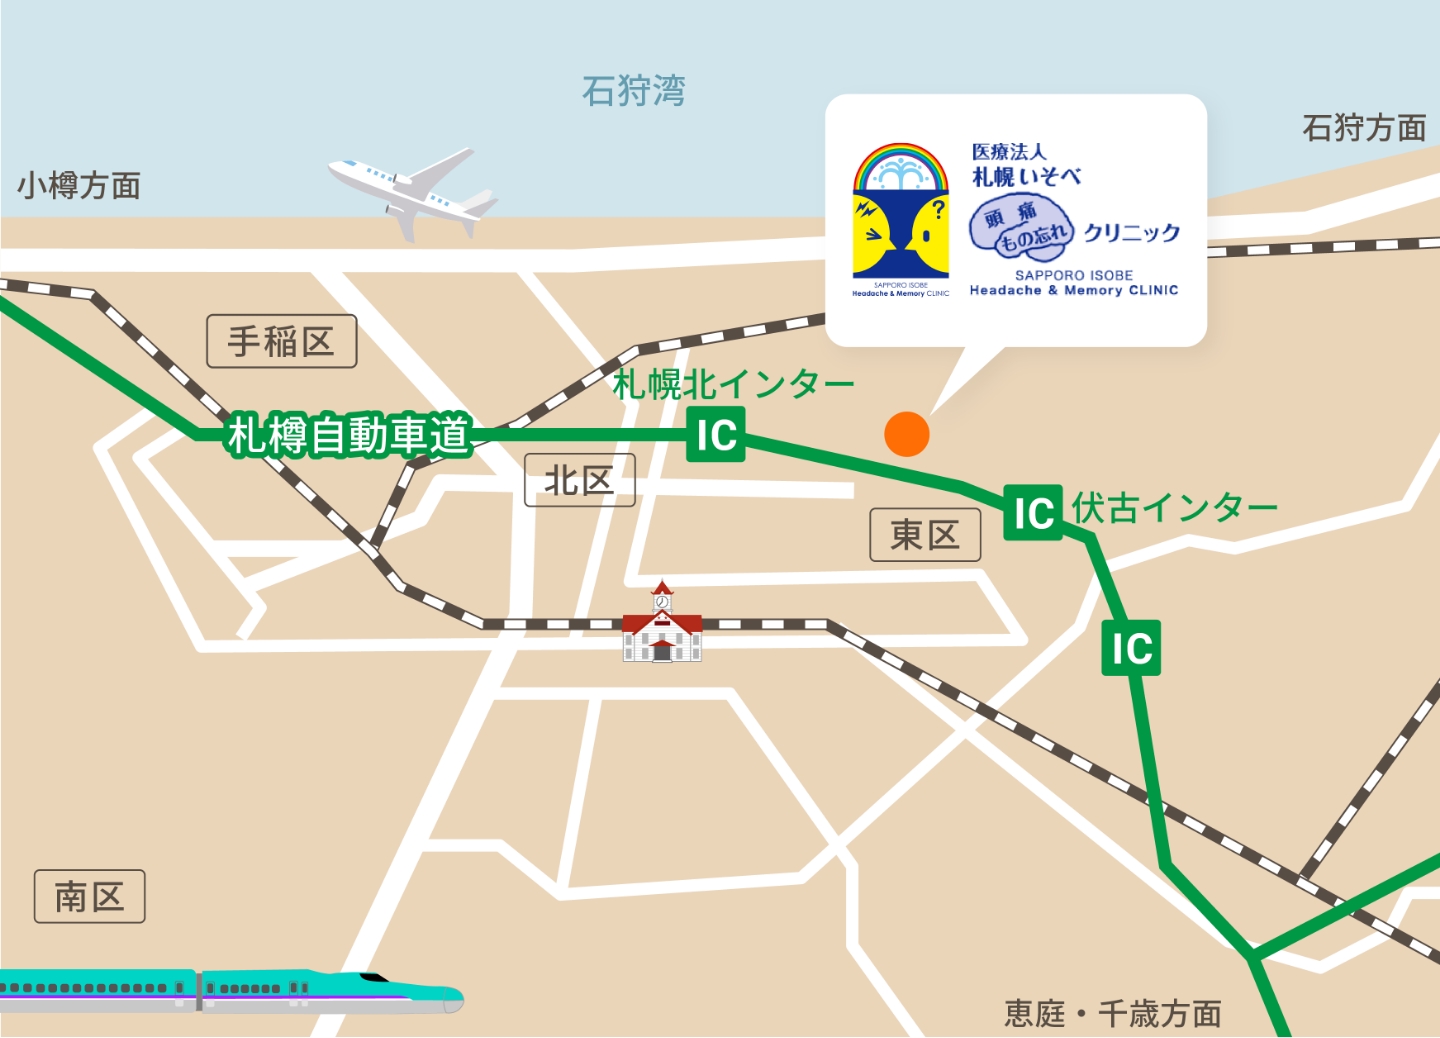 石狩湾
石狩方面
小樽方面
医療法人
札幌いそべ
頭痛
もの忘れ
クリニック
SAPPORO ISOBE
Headache & Memory CLINIC
?
SAPPORO ISOBE
Headache & Memory CLINIC
手稲区
札幌北インター
札樽自動車道
IC
北区
IC
伏古インター
東区
IC
南区
恵庭・千歳方面